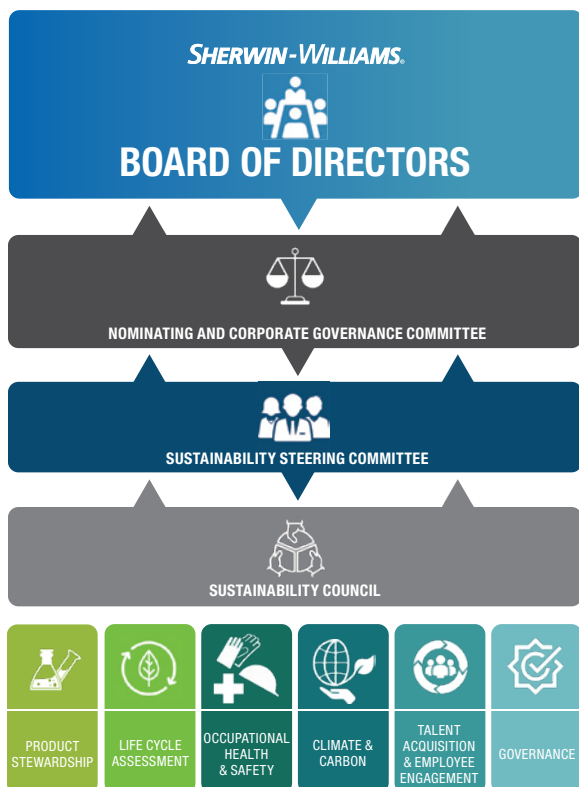 SHERWIN-WILLIAMS®
BOARD OF DIRECTORS
NOMINATING AND CORPORATE GOVERNANCE COMMITTEE
SUSTAINABILITY STEERING COMMITTEE
SUSTAINABILITY COUNCIL
PRODUCT
STEWARDSHIP
LIFE CYCLE
ASSESSMENT
OCCUPATIONAL
HEALTH
& SAFETY
CLIMATE &
CARBON
TALENT
ACQUISITION
& EMPLOYEE
ENGAGEMENT
GOVERNANCE